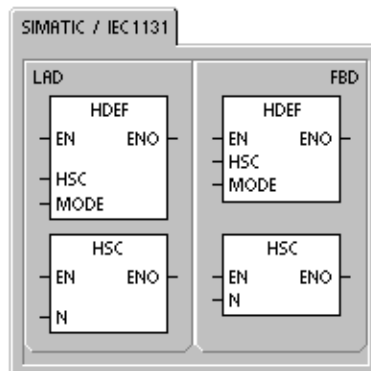 SIMATIC / IEC1131
LAD
FBD
HDEF
EN ENO
HSC
MODE
HDEF
EN ENO
HSC
MODE
HSC
EN ENO
N
HSC
EN ENO
N